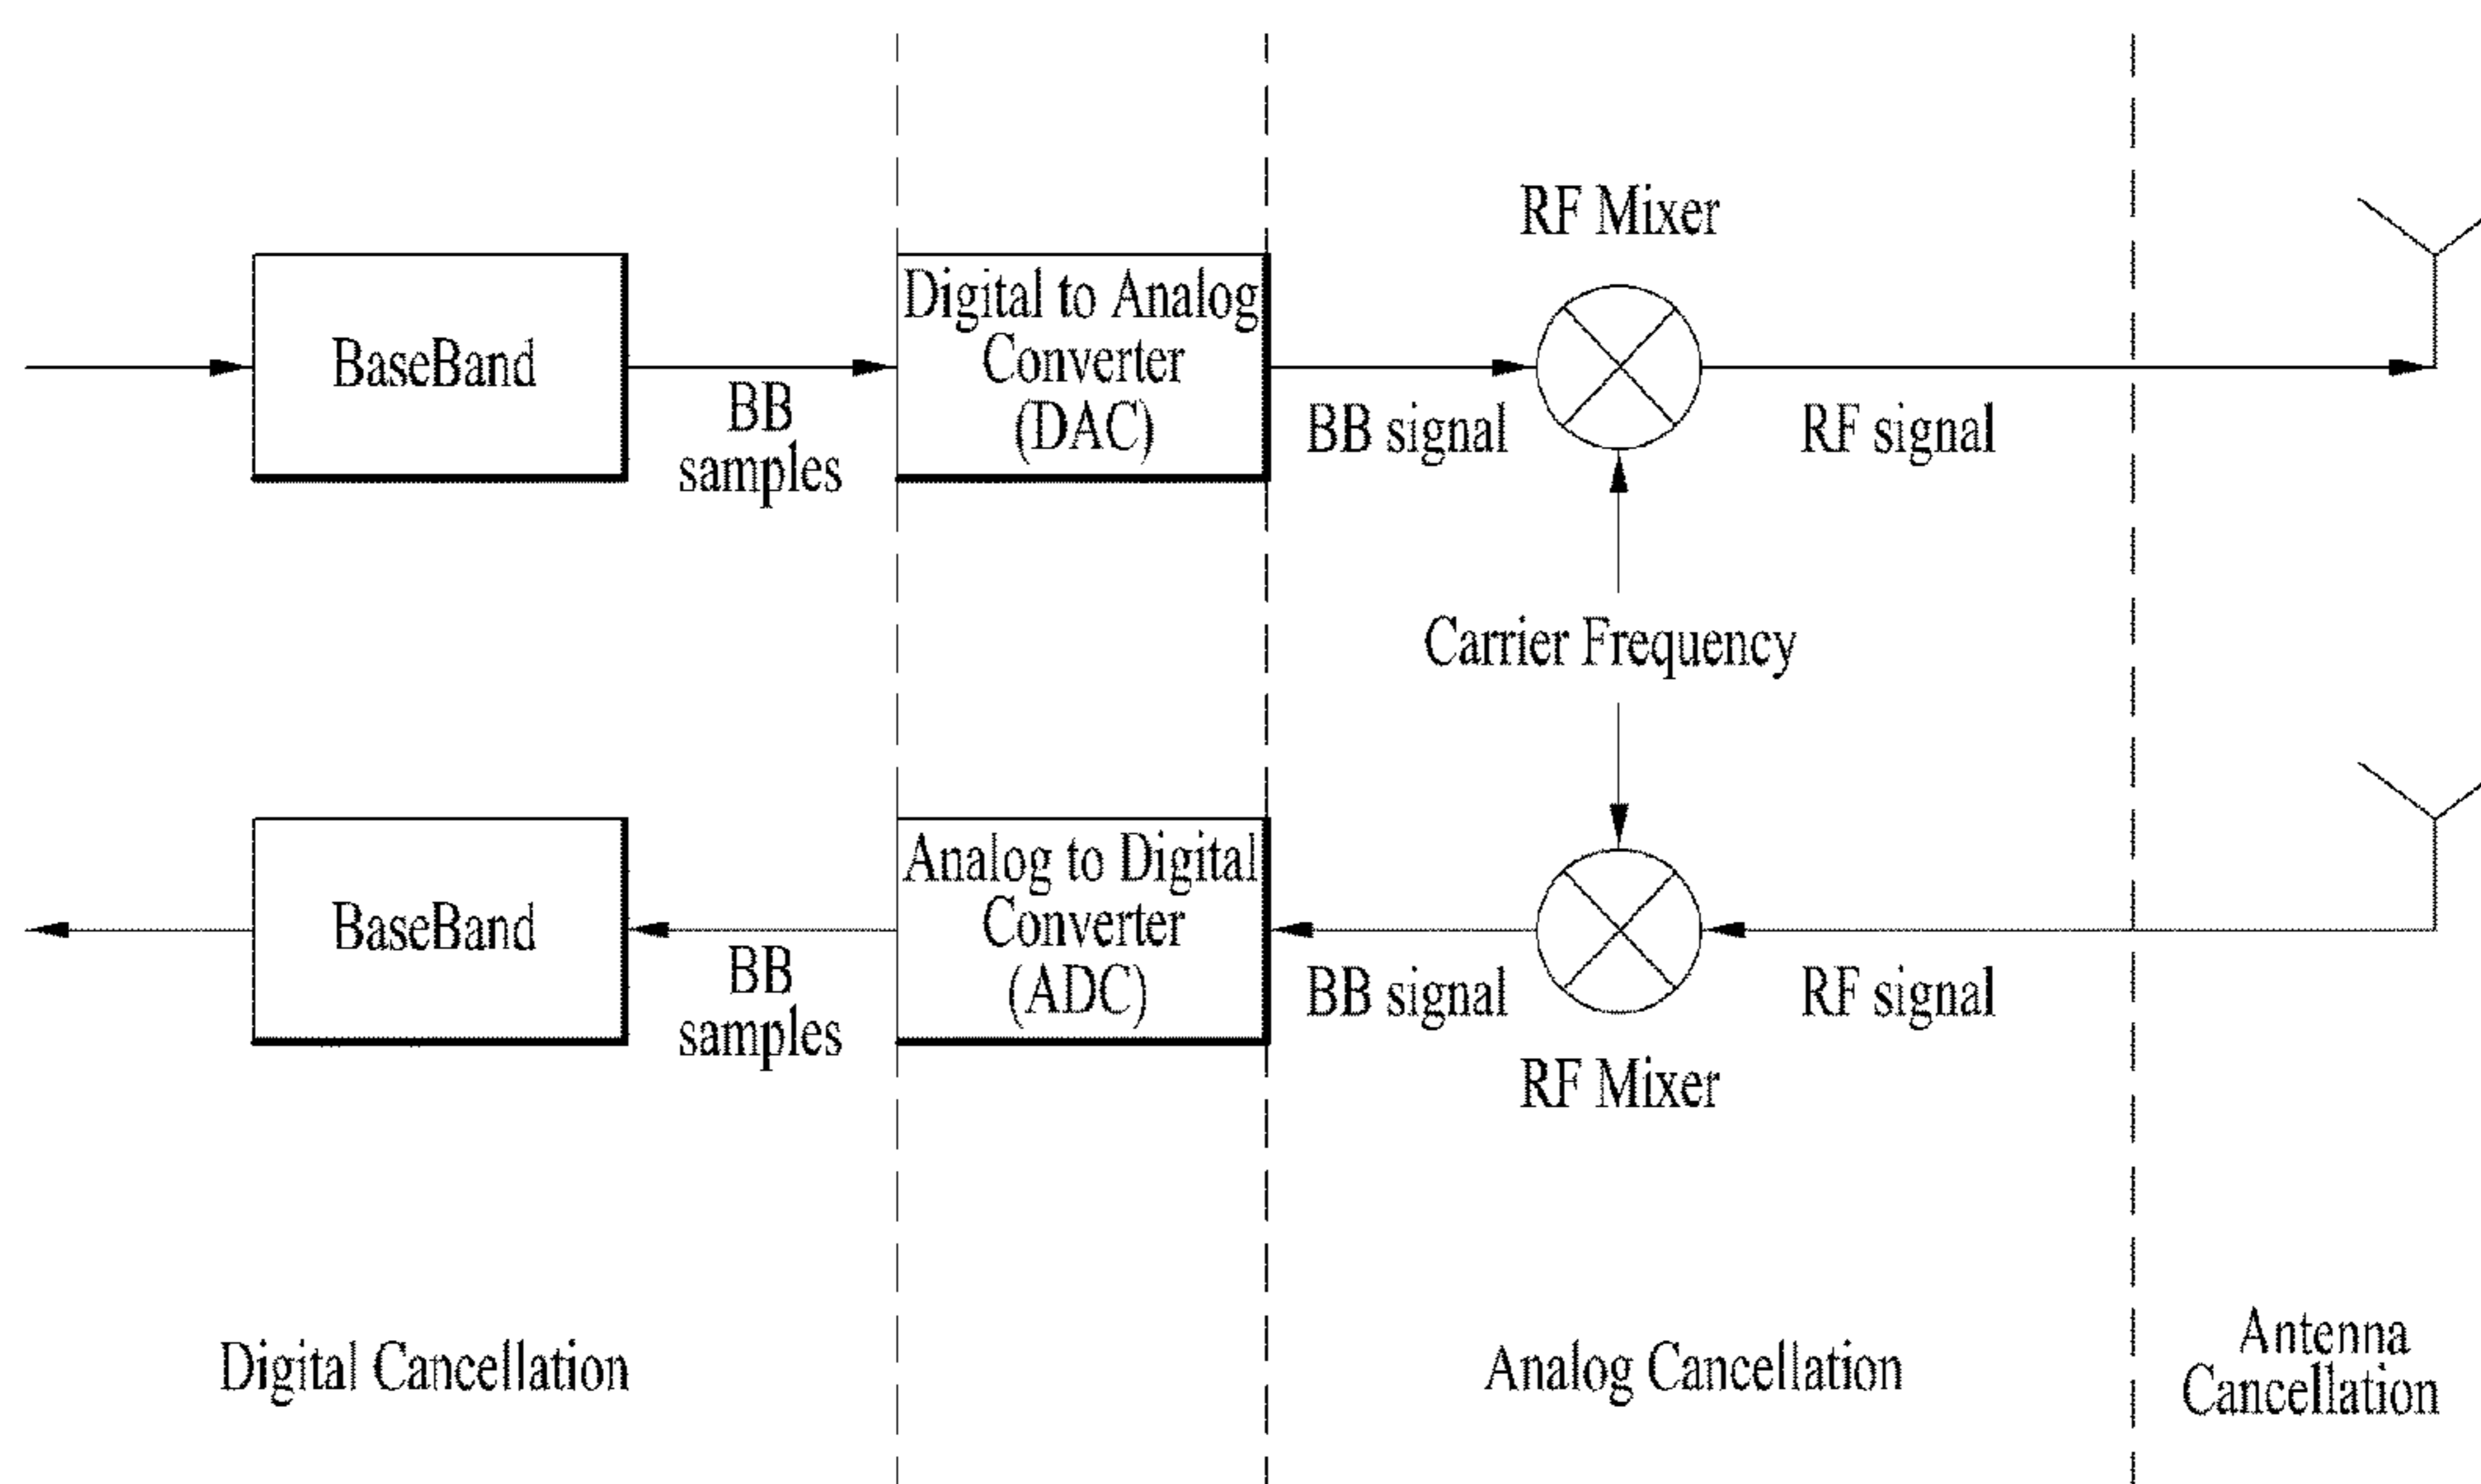 RF Mixer
BaseBand
BB
samples
Digital to Analog
Converter
(DAC)
BB signal
RF signal
Carrier Frequency
BaseBand
BB
samples
Analog to Digital
Converter
(ADC)
BB signal
RF signal
RF Mixer
Digital Cancellation
Analog Cancellation
Antenna
Cancellation